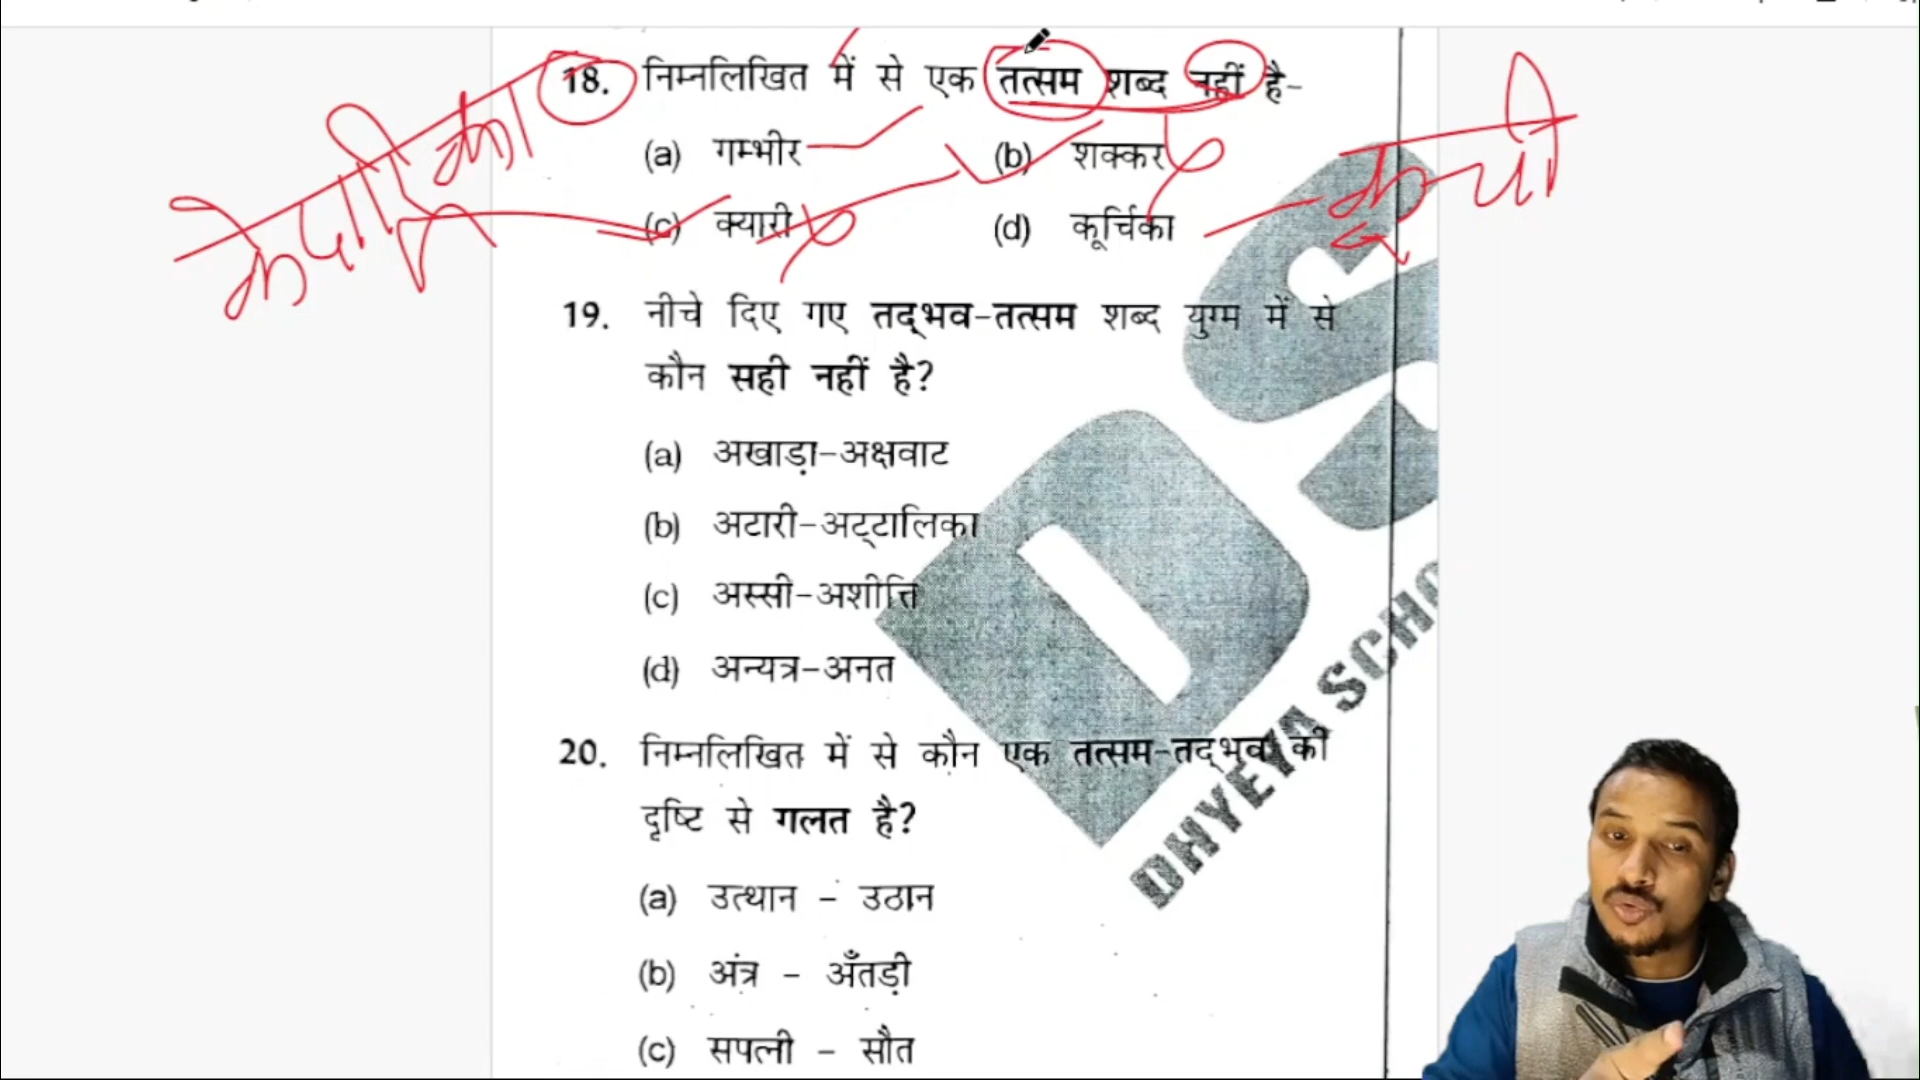 18. निम्नलिखित में से एक तत्सम शब्द नहीं है-
(a) गम्भीर (b) शक्कर
(c) क्यारी (d) कूर्चिका
केदारिका
कूची
19. नीचे दिए गए तद्भव-तत्सम शब्द युग्म में से
कौन सही नहीं है?
(a) अखाड़ा-अक्षवाट
(b) अटारी-अट्टालिका
(c) अस्सी-अशीत्ति
(d) अन्यत्र-अनत
20. निम्नलिखित में से कौन एक तत्सम-तद्भव की
दृष्टि से गलत है?
(a) उत्थान - उठान
(b) अंत्र - अँतड़ी
(c) सपत्नी - सौत
DHYEYA SCHO